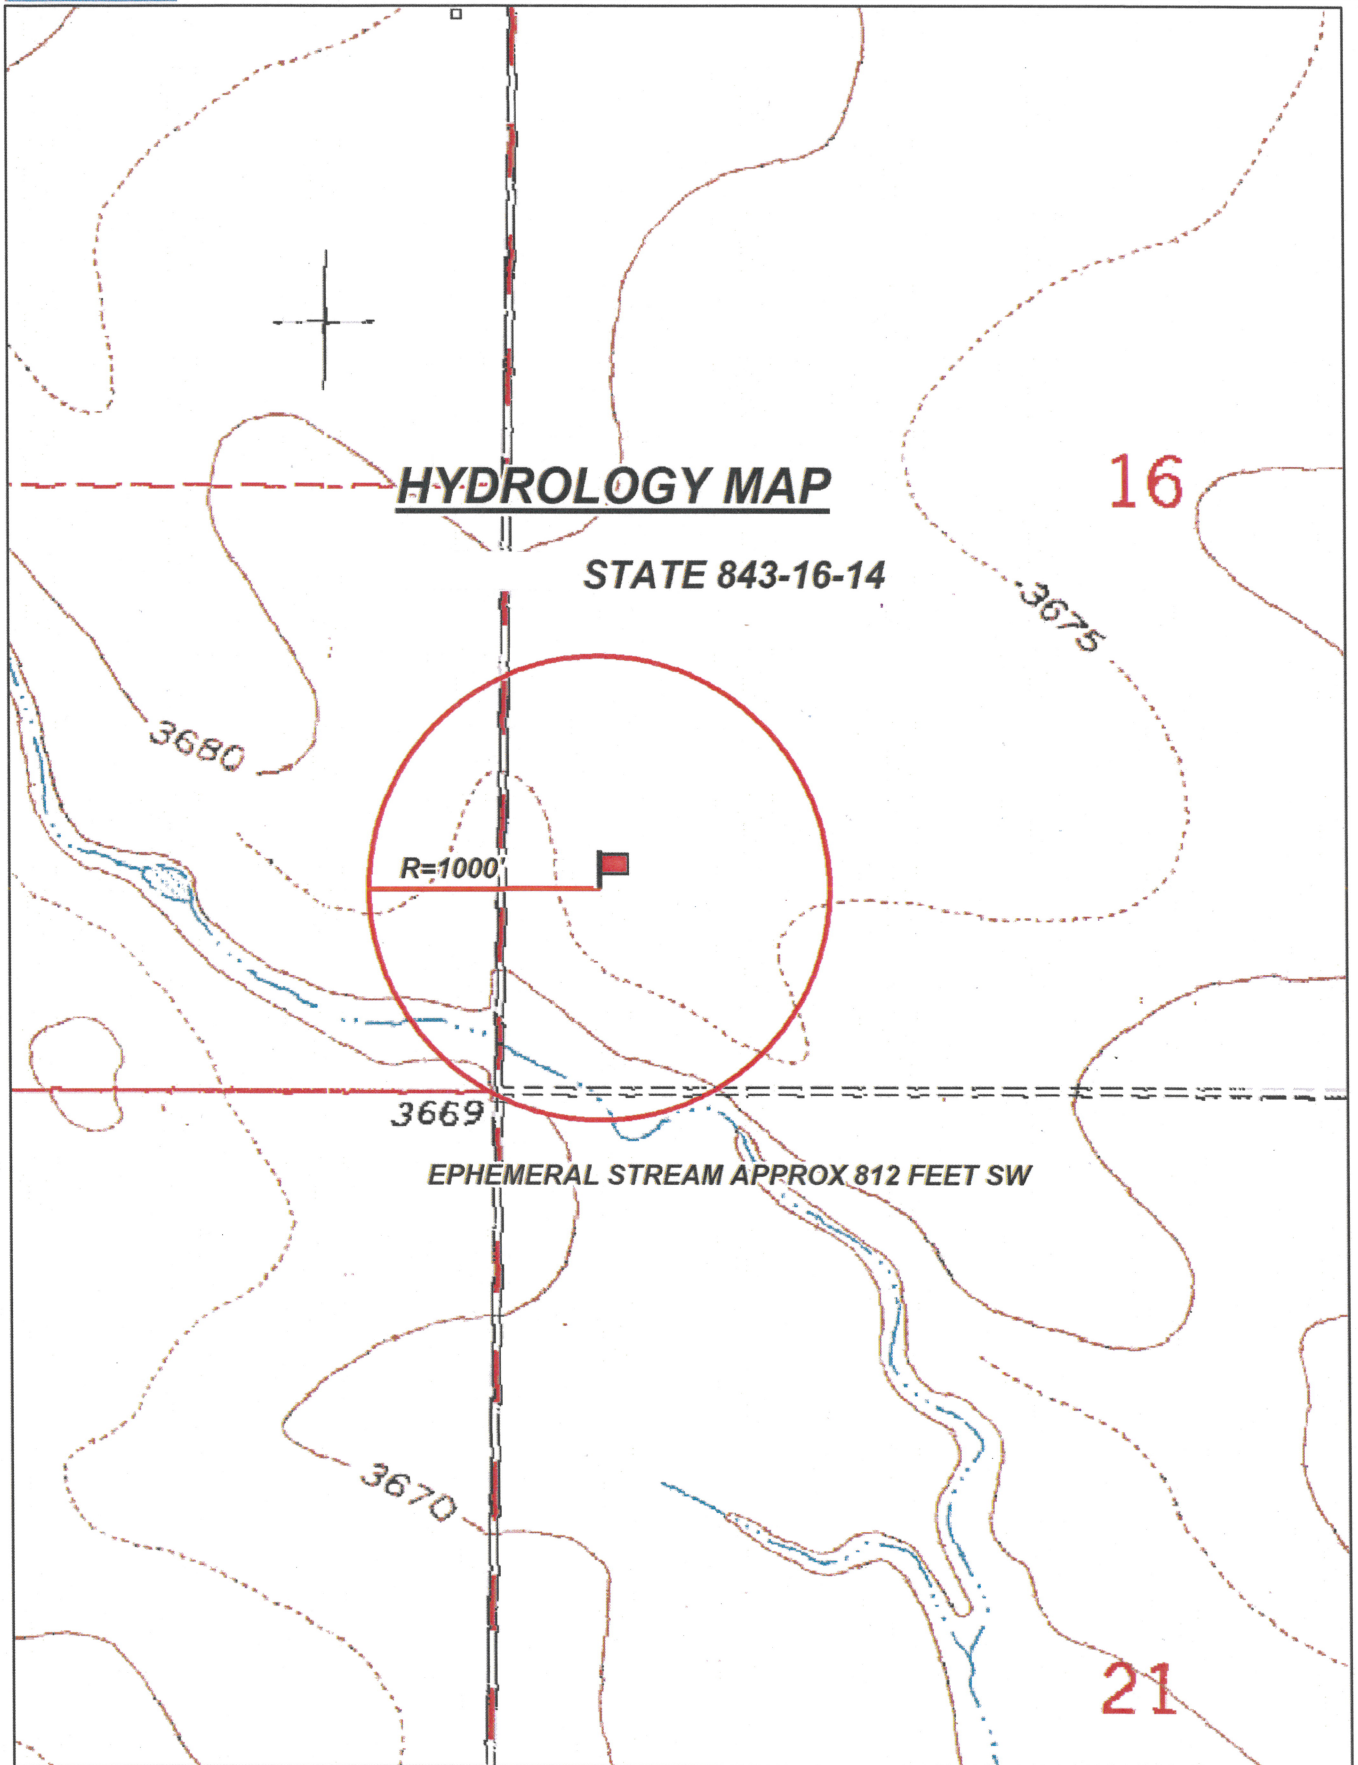 HYDROLOGY MAP
16
STATE 843-16-14
3675
3680
R=1000'
3669
EPHEMERAL STREAM APPROX 812 FEET SW
3670
21